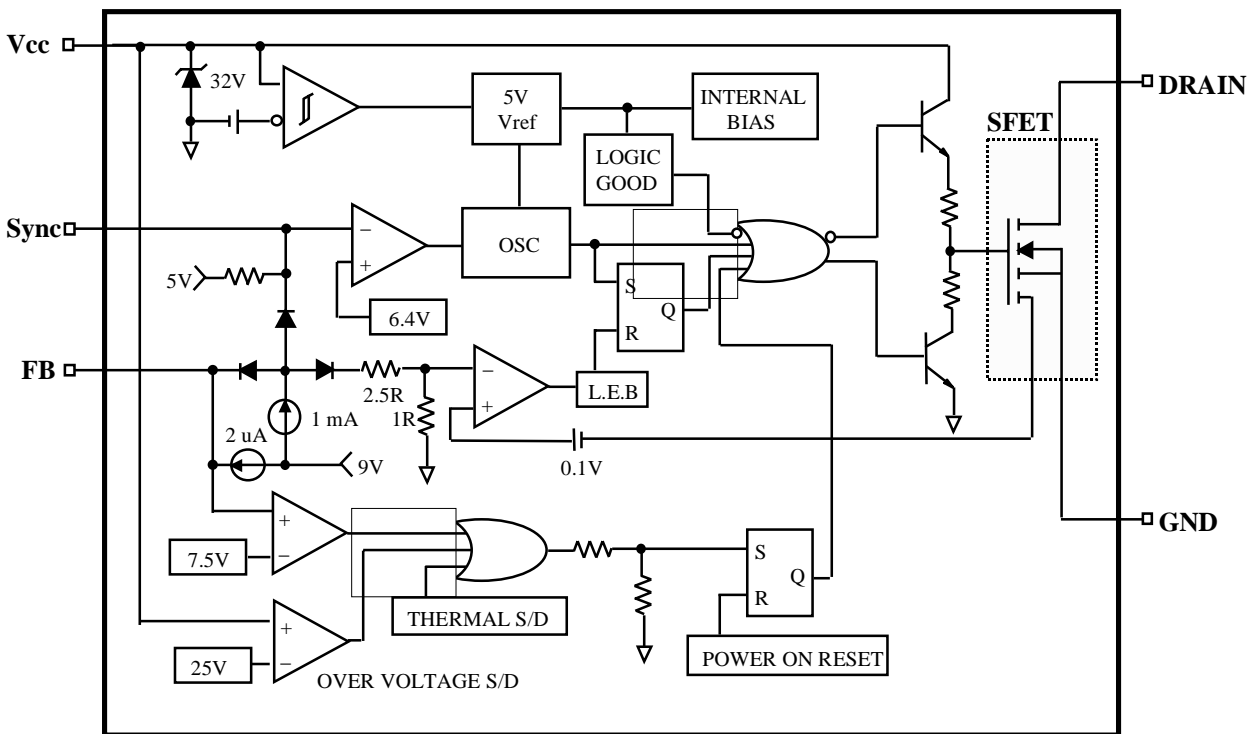 Vcc
32V
5V
Vref
INTERNAL
BIAS
DRAIN
SFET
LOGIC
GOOD
Sync
−
+
OSC
5V
6.4V
S
Q
R
FB
2.5R
1R
−
+
L.E.B
1 mA
2 uA
9V
0.1V
GND
+
−
7.5V
S
Q
R
THERMAL S/D
+
−
25V
POWER ON RESET
OVER VOLTAGE S/D